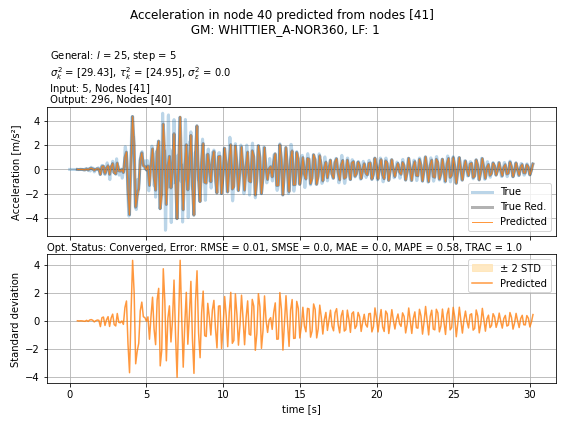 Acceleration in node 40 predicted from nodes [41]
GM: WHITTIER_A-NOR360, LF: 1
General: l = 25, step = 5
σ²ₖ = [29.43], τ²ₖ = [24.95], σ²ε = 0.0
Input: 5, Nodes [41]
Output: 296, Nodes [40]
Acceleration [m/s²]
4
2
0
−2
−4
True
True Red.
Predicted
Opt. Status: Converged, Error: RMSE = 0.01, SMSE = 0.0, MAE = 0.0, MAPE = 0.58, TRAC = 1.0
Standard deviation
4
2
0
−2
−4
± 2 STD
Predicted
0 5 10 15 20 25 30
time [s]